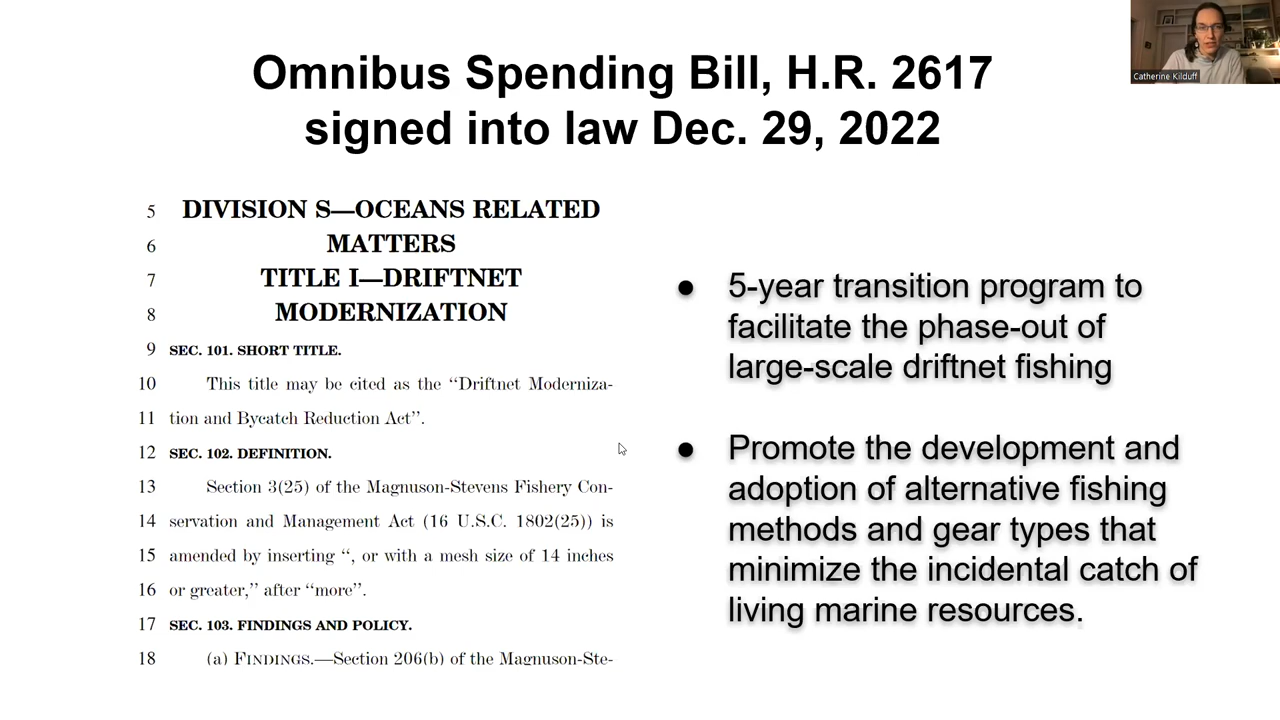 Omnibus Spending Bill, H.R. 2617
signed into law Dec. 29, 2022
Catherine Kilduff
5 DIVISION S—OCEANS RELATED
6 MATTERS
7 TITLE I—DRIFTNET
8 MODERNIZATION
9 SEC. 101. SHORT TITLE.
10 This title may be cited as the ‘‘Driftnet Moderniza-
11 tion and Bycatch Reduction Act’’.
12 SEC. 102. DEFINITION.
13 Section 3(25) of the Magnuson-Stevens Fishery Con-
14 servation and Management Act (16 U.S.C. 1802(25)) is
15 amended by inserting ‘‘, or with a mesh size of 14 inches
16 or greater,’’ after ‘‘more’’.
17 SEC. 103. FINDINGS AND POLICY.
18 (a) FINDINGS.—Section 206(b) of the Magnuson-Ste-
● 5-year transition program to
facilitate the phase-out of
large-scale driftnet fishing
● Promote the development and
adoption of alternative fishing
methods and gear types that
minimize the incidental catch of
living marine resources.